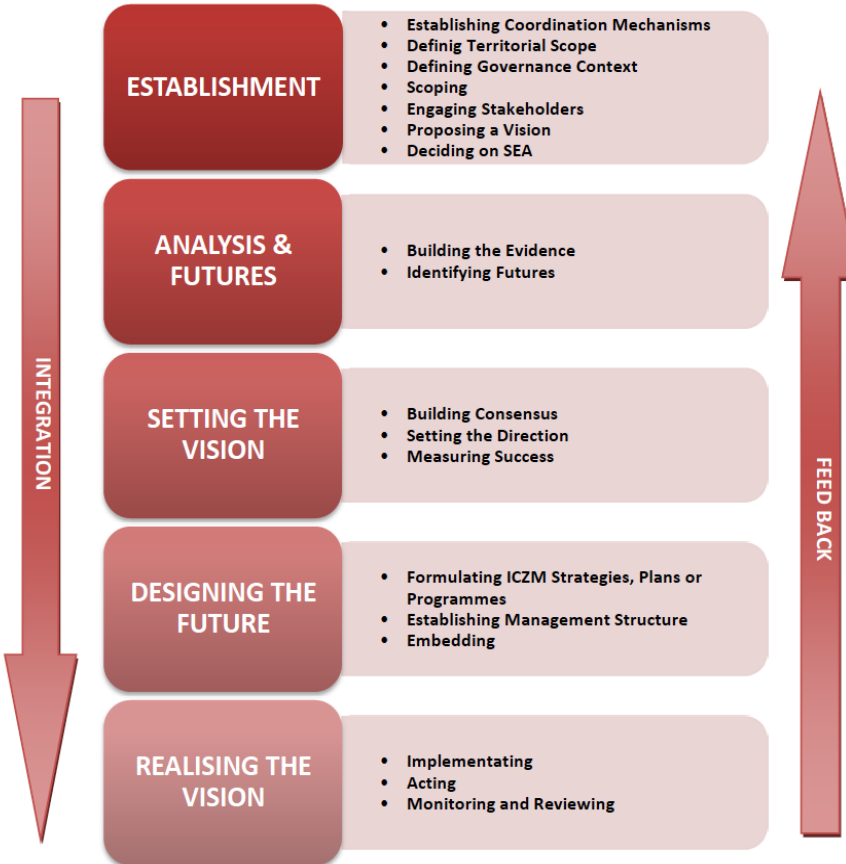 ESTABLISHMENT
• Establishing Coordination Mechanisms
• Definig Territorial Scope
• Defining Governance Context
• Scoping
• Engaging Stakeholders
• Proposing a Vision
• Deciding on SEA
ANALYSIS &
FUTURES
• Building the Evidence
• Identifying Futures
SETTING THE
VISION
• Building Consensus
• Setting the Direction
• Measuring Success
DESIGNING THE
FUTURE
• Formulating ICZM Strategies, Plans or
Programmes
• Establishing Management Structure
• Embedding
REALISING THE
VISION
• Implementating
• Acting
• Monitoring and Reviewing
INTEGRATION
FEED BACK